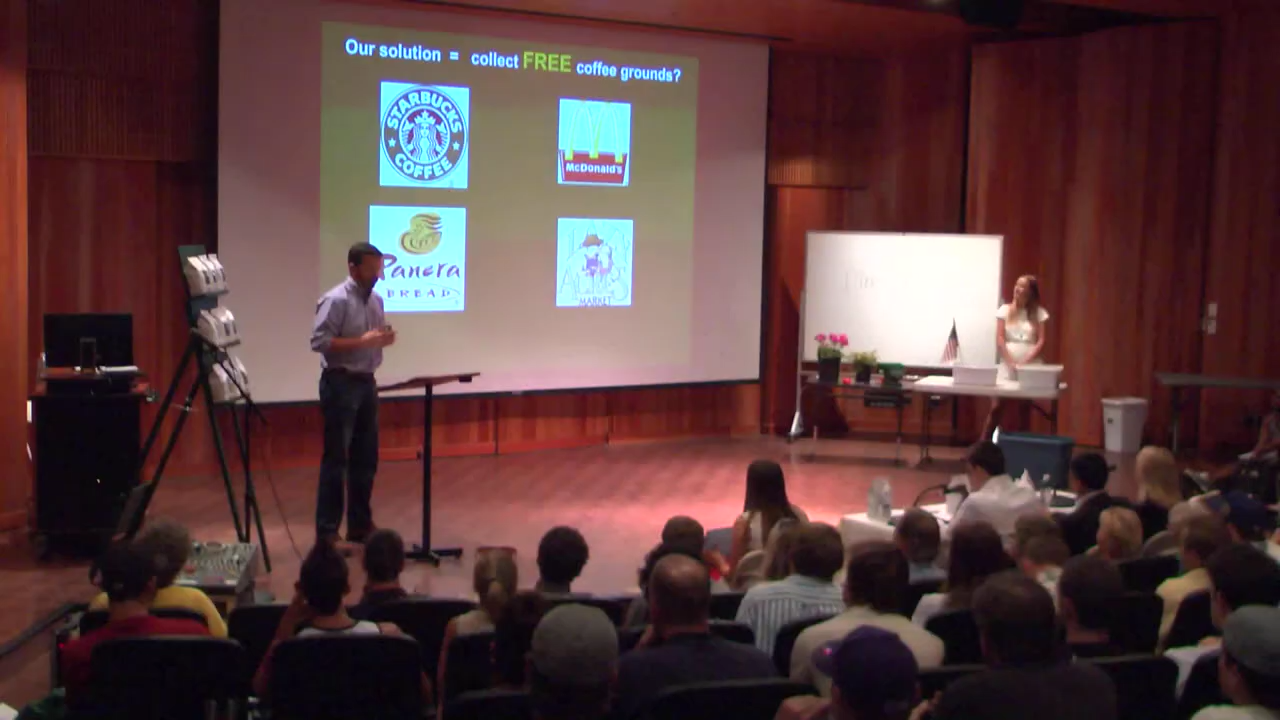 Our solution = collect FREE coffee grounds?
STARBUCKS
COFFEE
McDonald's
Panera
BREAD
MARKET